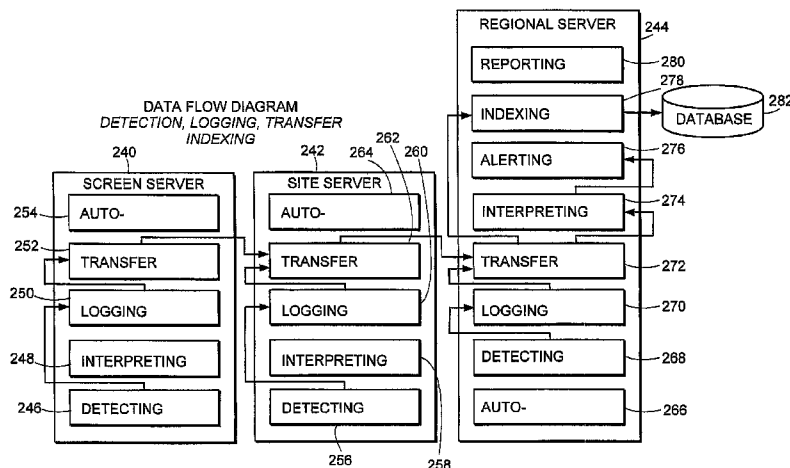 DATA FLOW DIAGRAM
DETECTION, LOGGING, TRANSFER
INDEXING
240
SCREEN SERVER
254
AUTO-
252
TRANSFER
250
LOGGING
248
INTERPRETING
246
DETECTING
242
SITE SERVER
264
262
260
AUTO-
TRANSFER
LOGGING
INTERPRETING
DETECTING
256
258
REGIONAL SERVER
244
REPORTING
280
278
INDEXING
DATABASE
282
ALERTING
276
INTERPRETING
274
TRANSFER
272
LOGGING
270
DETECTING
268
AUTO-
266